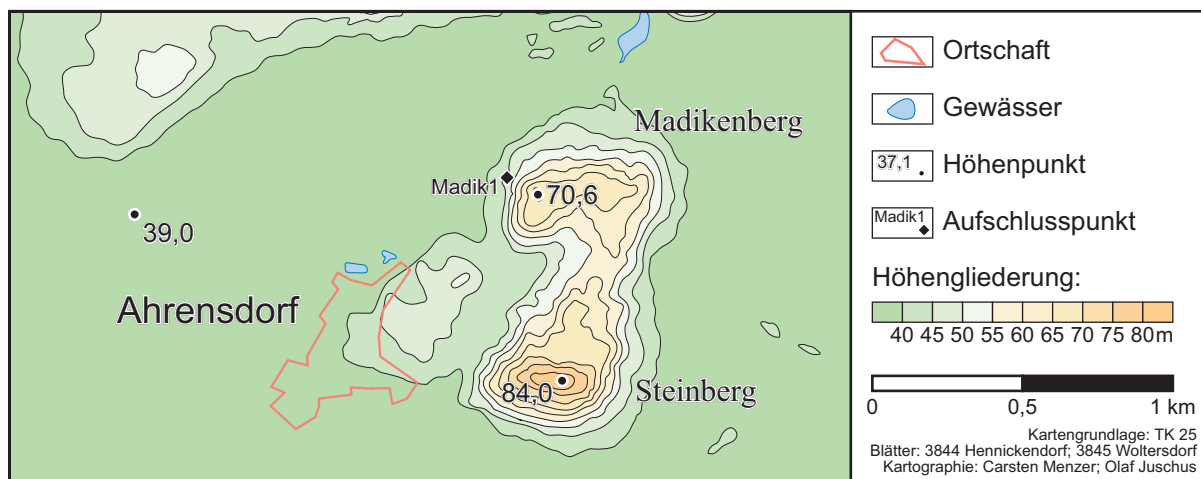 Madikenberg
Madik1
70,6
39,0
Ahrensdorf
84,0
Steinberg
Ortschaft
Gewässer
37,1 Höhenpunkt
Madik1 Aufschlusspunkt
Höhengliederung:
40 45 50 55 60 65 70 75 80 m
0 0,5 1 km
Kartengrundlage: TK 25
Blätter: 3844 Hennickendorf; 3845 Woltersdorf
Kartographie: Carsten Menzer; Olaf Juschus